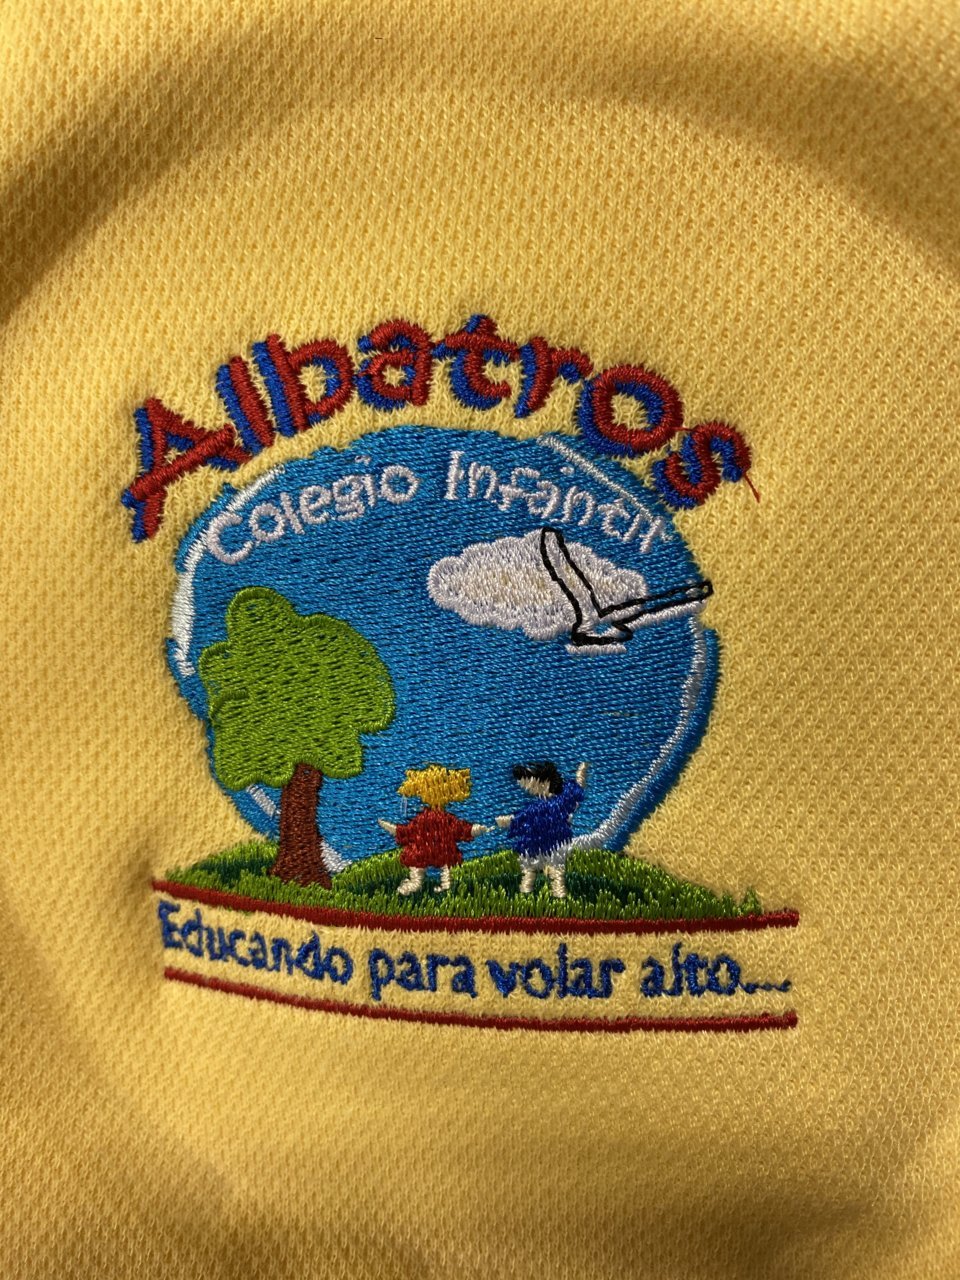 Albatros
Colegio Infantil
Educando para volar alto...